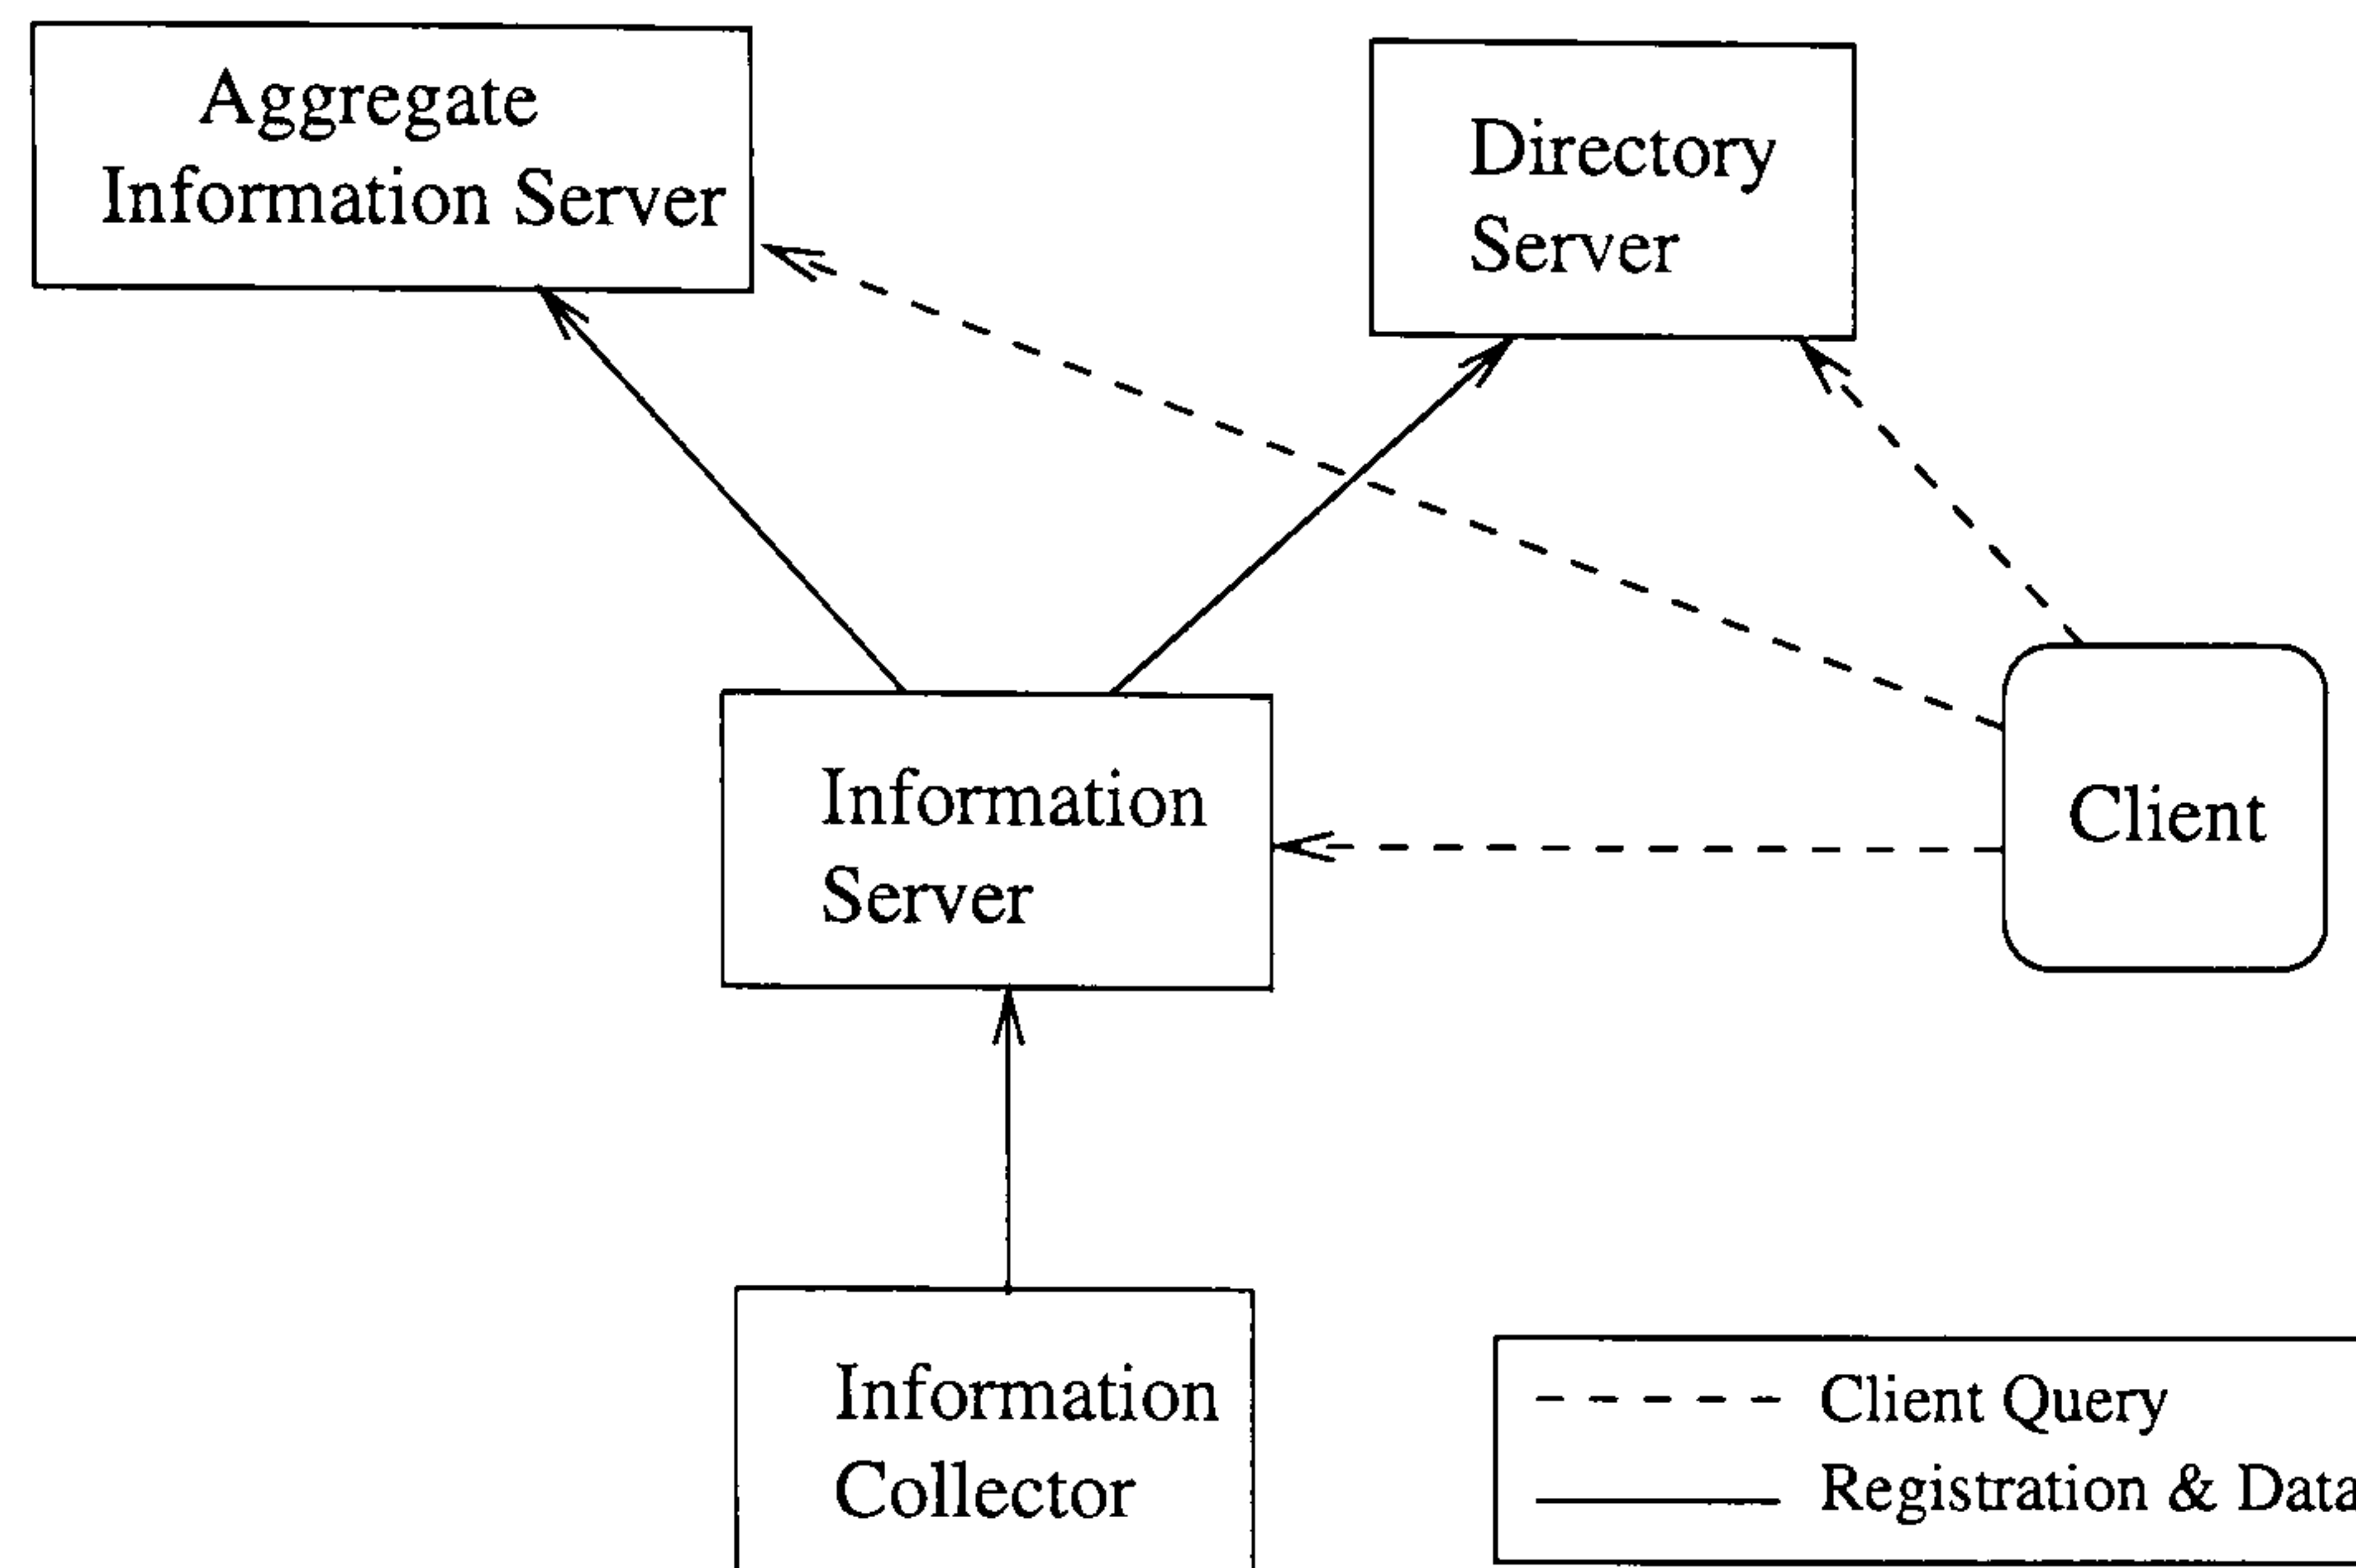 Aggregate
Information Server
Directory
Server
Information
Server
Client
Information
Collector
Client Query
Registration & Data